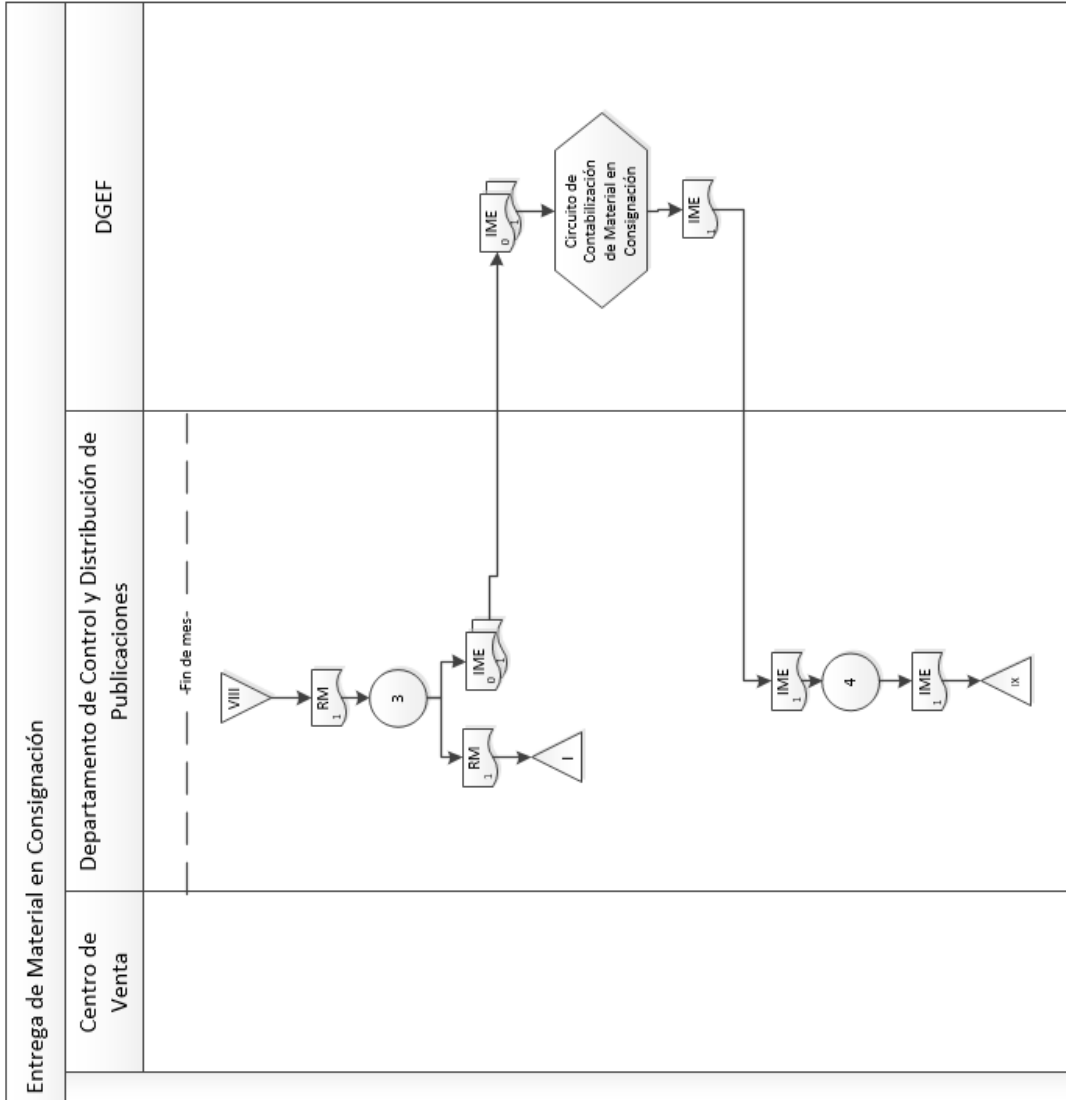 Entrega de Material en Consignación
Centro de
Venta
Departamento de Control y Distribución de
Publicaciones
DGEF
-Fin de mes-
VIII
RM
1
3
RM
1
I
IME
0
1
IME
0
1
Circuito de
Contabilización
de Material en
Consignación
IME
1
IME
1
4
IME
1
IX